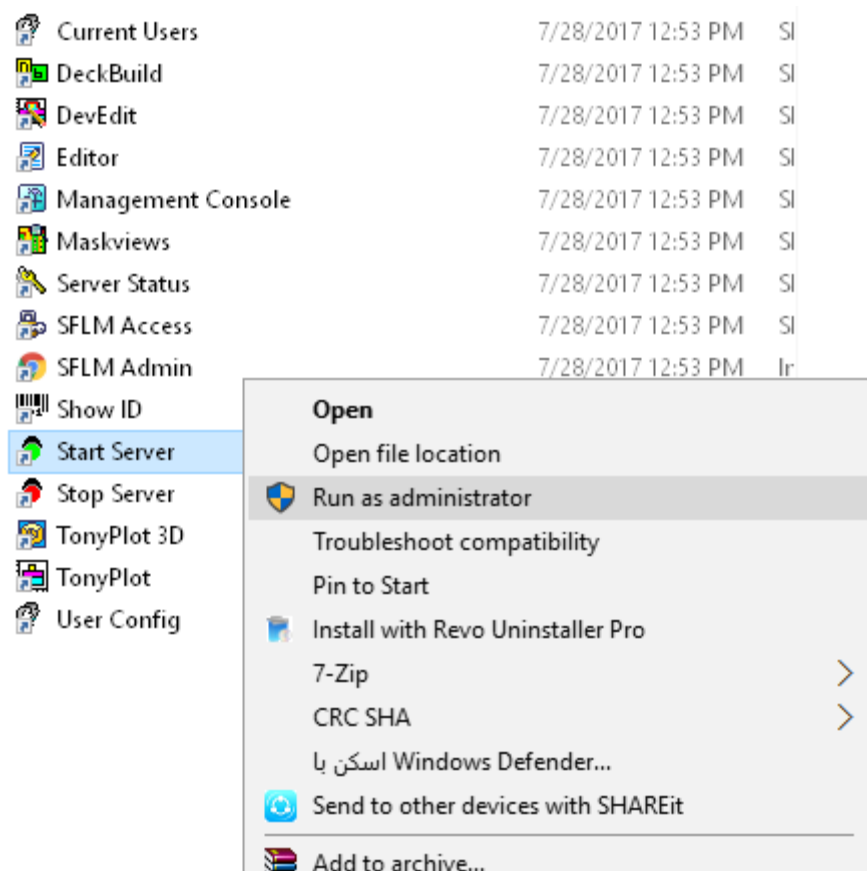 Current Users 7/28/2017 12:53 PM
DeckBuild 7/28/2017 12:53 PM
DevEdit 7/28/2017 12:53 PM
Editor 7/28/2017 12:53 PM
Management Console 7/28/2017 12:53 PM
Maskviews 7/28/2017 12:53 PM
Server Status 7/28/2017 12:53 PM
SFLM Access 7/28/2017 12:53 PM
SFLM Admin 7/28/2017 12:53 PM
Show ID
Start Server
Stop Server
TonyPlot 3D
TonyPlot
User Config
Open
Open file location
Run as administrator
Troubleshoot compatibility
Pin to Start
Install with Revo Uninstaller Pro
7-Zip
CRC SHA
اسکن با Windows Defender...
Send to other devices with SHAREit
Add to archive...